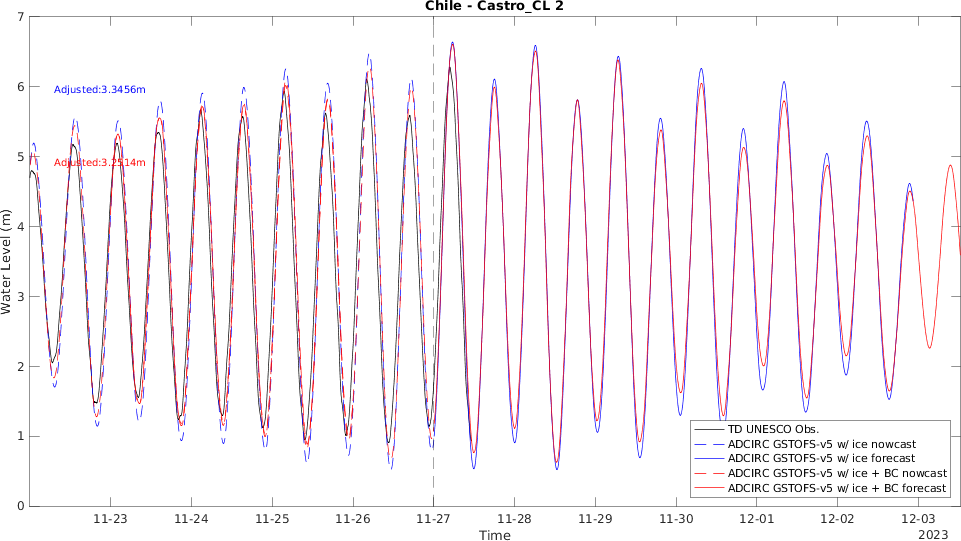 Chile - Castro_CL 2
7
6
5
4
3
2
1
0
Water Level (m)
Adjusted:3.3456m
Adjusted:3.2514m
TD UNESCO Obs.
ADCIRC GSTOFS-v5 w/ ice nowcast
ADCIRC GSTOFS-v5 w/ ice forecast
ADCIRC GSTOFS-v5 w/ ice + BC nowcast
ADCIRC GSTOFS-v5 w/ ice + BC forecast
11-23 11-24 11-25 11-26 11-27 11-28 11-29 11-30 12-01 12-02 12-03
Time
2023